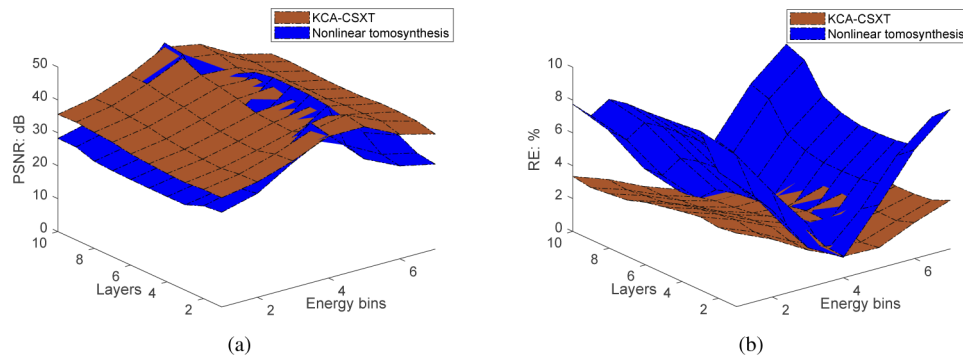 KCA-CSXT
Nonlinear tomosynthesis
50
40
30
20
10
0
PSNR: dB
10
8
6
4
2
Layers
2
4
6
Energy bins
(a)
KCA-CSXT
Nonlinear tomosynthesis
10
8
6
4
2
0
RE: %
10
8
6
4
2
Layers
2
4
6
Energy bins
(b)